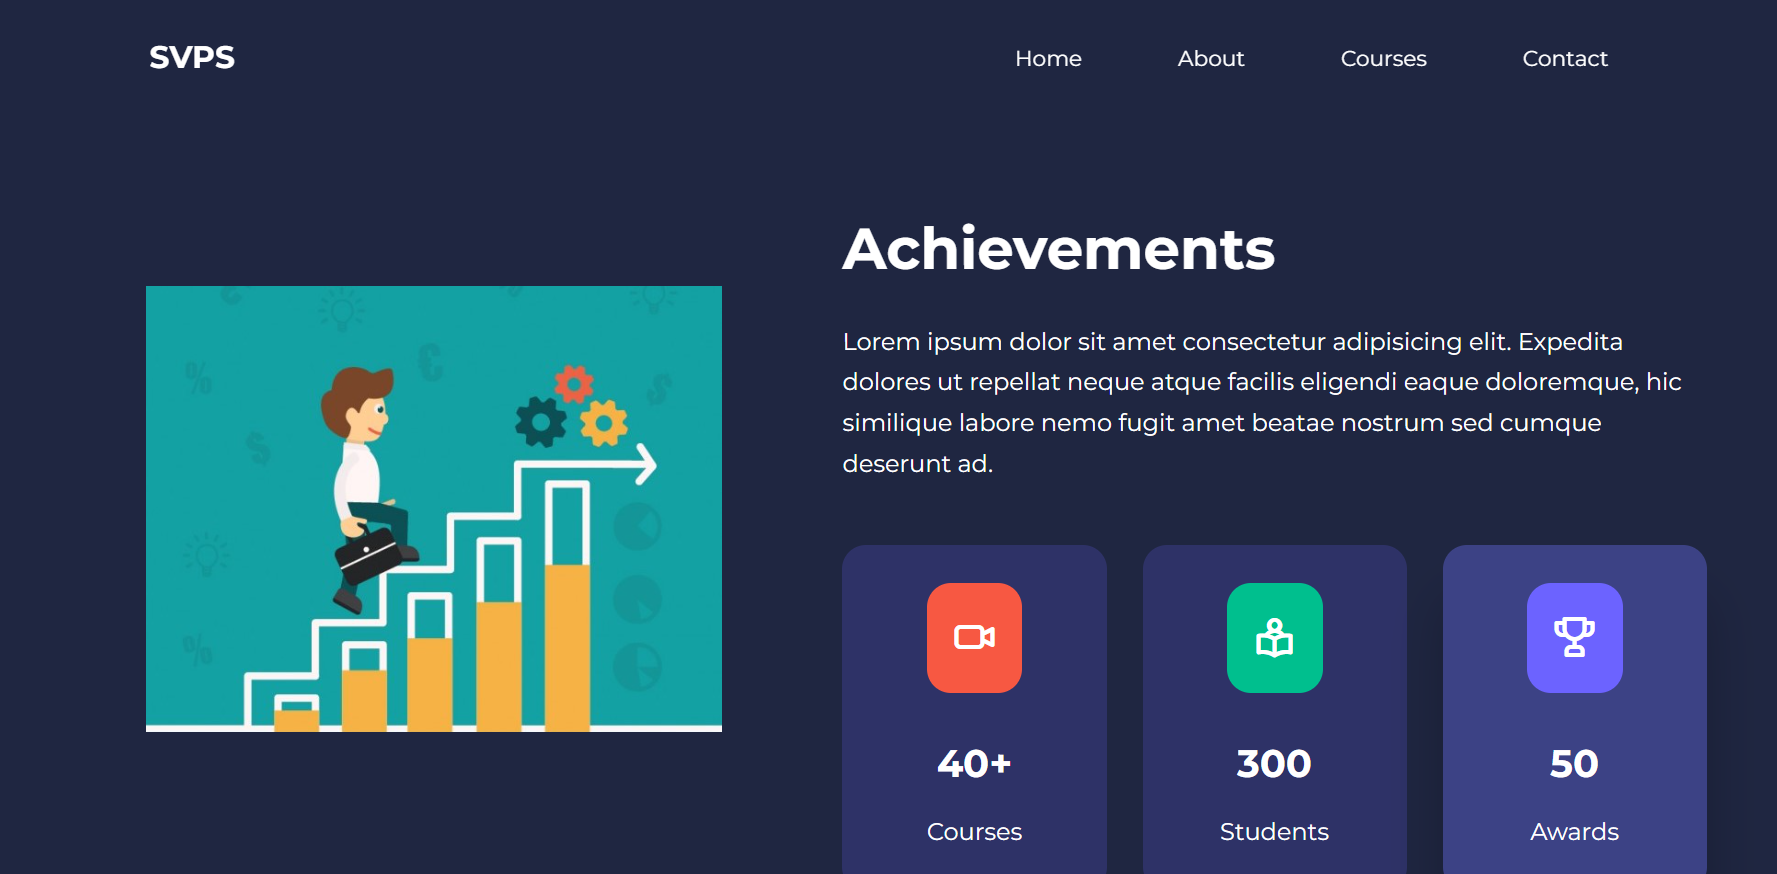 SVPS
Home About Courses Contact
Achievements
Lorem ipsum dolor sit amet consectetur adipisicing elit. Expedita
dolores ut repellat neque atque facilis eligendi eaque doloremque, hic
similique labore nemo fugit amet beatae nostrum sed cumque
deserunt ad.
40+
Courses
300
Students
50
Awards